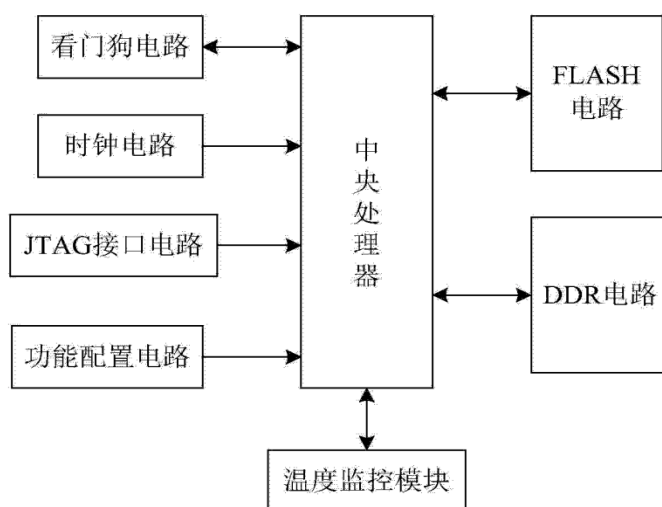 看门狗电路
时钟电路
JTAG接口电路
功能配置电路
中
央
处
理
器
FLASH
电路
DDR电路
温度监控模块